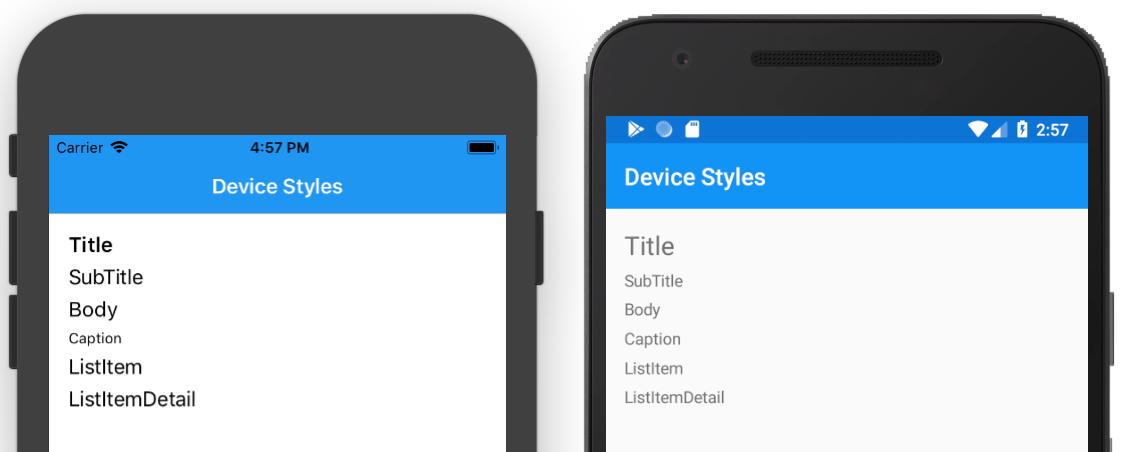 Carrier 4:57 PM
Device Styles
Title
SubTitle
Body
Caption
ListItem
ListItemDetail
2:57
Device Styles
Title
SubTitle
Body
Caption
ListItem
ListItemDetail